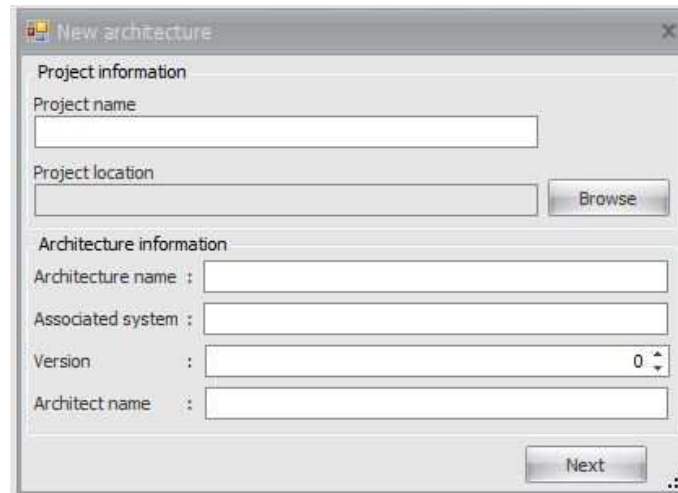 New architecture
Project information
Project name
Project location
Browse
Architecture information
Architecture name :
Associated system :
Version : 0
Architect name :
Next